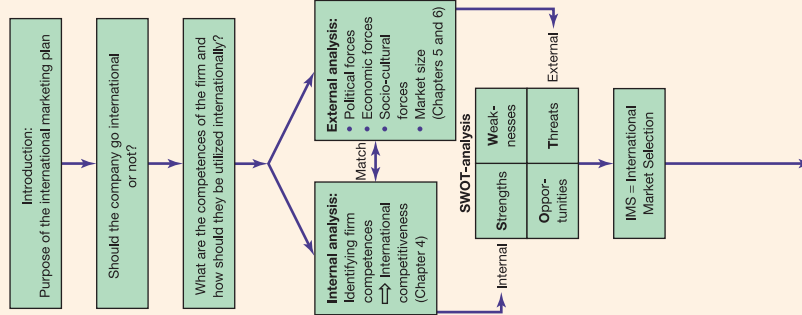 Introduction:
Purpose of the international marketing plan
Should the company go international
or not?
What are the competences of the firm and
how should they be utilized internationally?
Internal analysis:
Identifying firm
competences
⇨ International
competitiveness
(Chapter 4)
Match
External analysis:
• Political forces
• Economic forces
• Socio-cultural
forces
• Market size
(Chapters 5 and 6)
Internal
SWOT-analysis
External
Strengths
Weak-
nesses
Oppor-
tunities
Threats
IMS = International
Market Selection